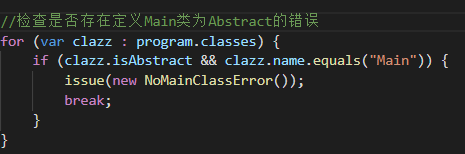 //检查是否存在定义Main类为Abstract的错误
for (var clazz : program.classes) {
    if (clazz.isAbstract && clazz.name.equals("Main")) {
        issue(new NoMainClassError());
        break;
    }
}